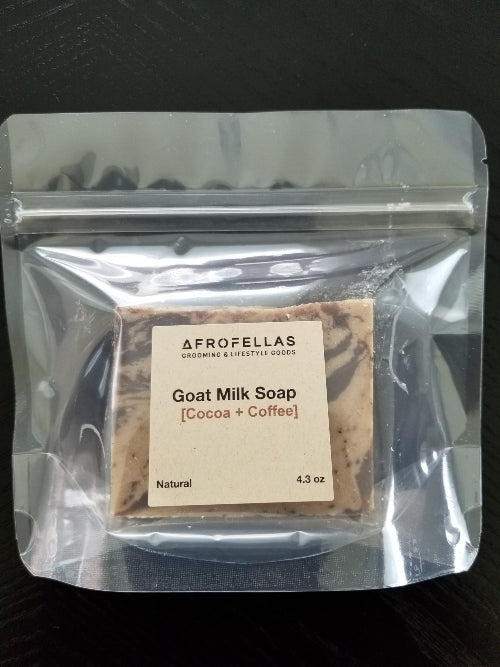 AFROFELLAS
GROOMING & LIFESTYLE GOODS
Goat Milk Soap
[Cocoa + Coffee]
Natural 4.3 oz